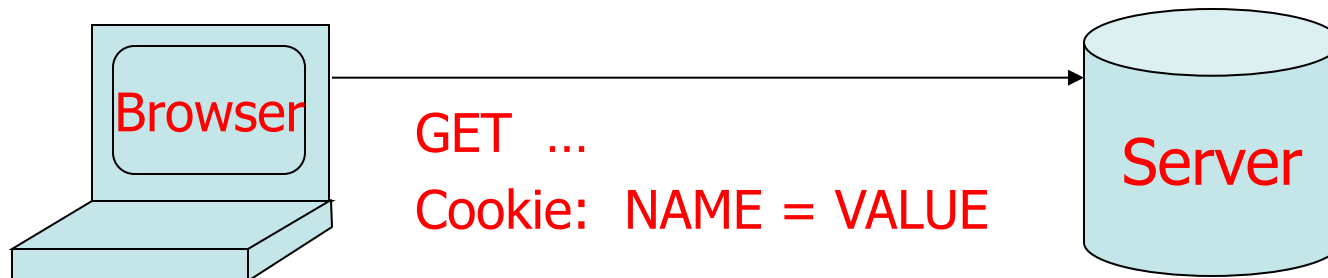 Browser
GET ...
Cookie: NAME = VALUE
Server